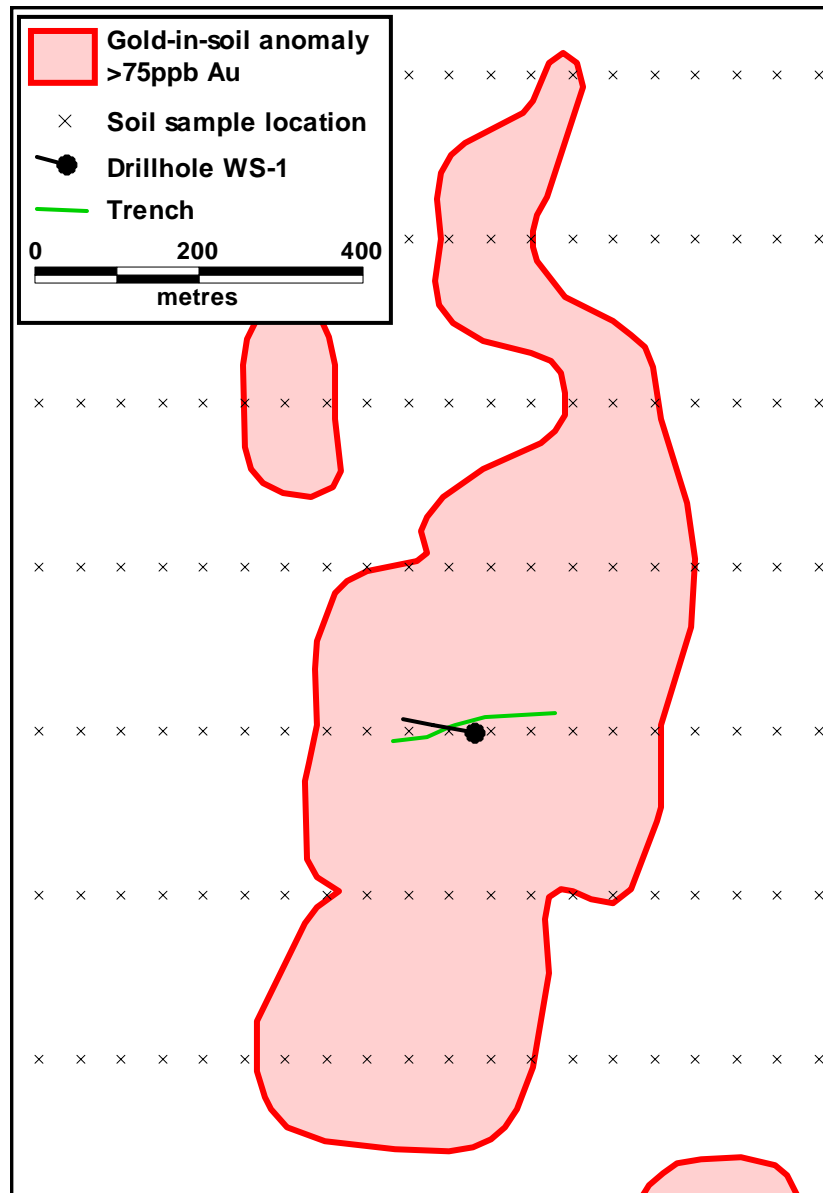 Gold-in-soil anomaly
>75ppb Au
Soil sample location
Drillhole WS-1
Trench
0 200 400
metres